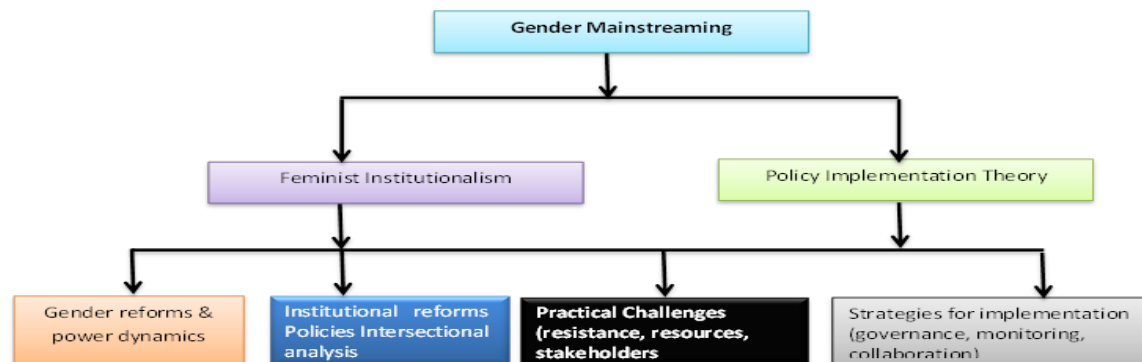 Gender Mainstreaming
Feminist Institutionalism
Policy Implementation Theory
Gender reforms &
power dynamics
Institutional reforms
Policies Intersectional
analysis
Practical Challenges
(resistance, resources,
stakeholders
Strategies for implementation
(governance, monitoring,
collaboration)